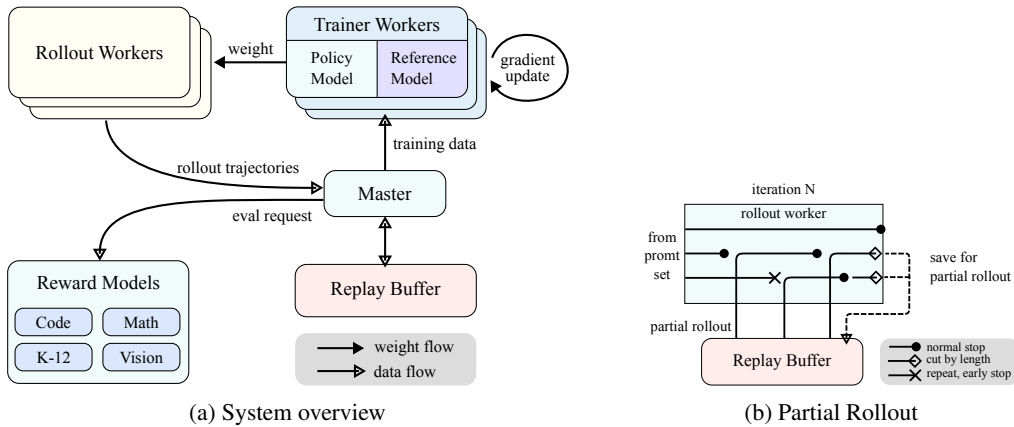 Rollout Workers
weight
Trainer Workers
Policy
Model
Reference
Model
gradient
update
training data
rollout trajectories
Master
eval request
Reward Models
Code
Math
K-12
Vision
Replay Buffer
weight flow
data flow
(a) System overview
iteration N
rollout worker
from
promt
set
save for
partial rollout
partial rollout
Replay Buffer
normal stop
cut by length
repeat, early stop
(b) Partial Rollout